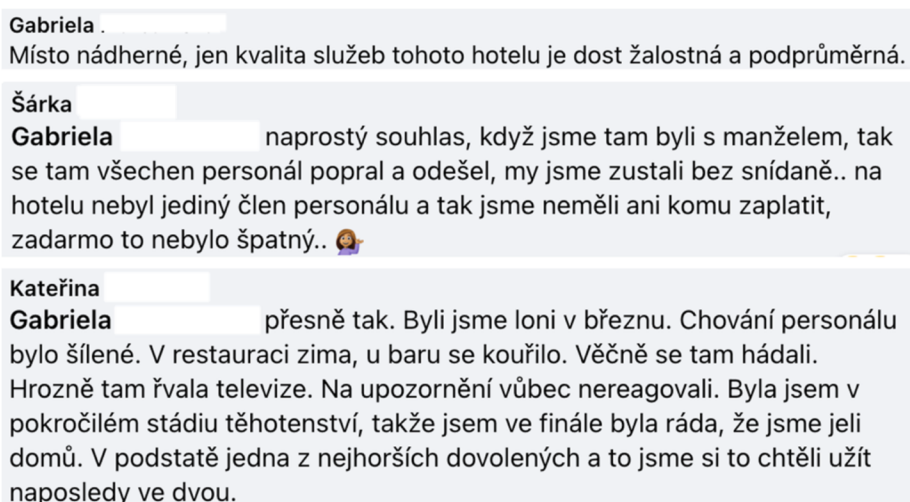 Gabriela
Místo nádherné, jen kvalita služeb tohoto hotelu je dost žalostná a podprůměrná.
Šárka
Gabriela naprostý souhlas, když jsme tam byli s manželem, tak
se tam všechen personál popral a odešel, my jsme zustali bez snídaně.. na
hotelu nebyl jediný člen personálu a tak jsme neměli ani komu zaplatit,
zadarmo to nebylo špatný.. 💁🏽‍♀️
Kateřina
Gabriela přesně tak. Byli jsme loni v březnu. Chování personálu
bylo šílené. V restauraci zima, u baru se kouřilo. Věčně se tam hádali.
Hrozně tam řvala televize. Na upozornění vůbec nereagovali. Byla jsem v
pokročilém stádiu těhotenství, takže jsem ve finále byla ráda, že jsme jeli
domů. V podstatě jedna z nejhorších dovolených a to jsme si to chtěli užít
naposledy ve dvou.